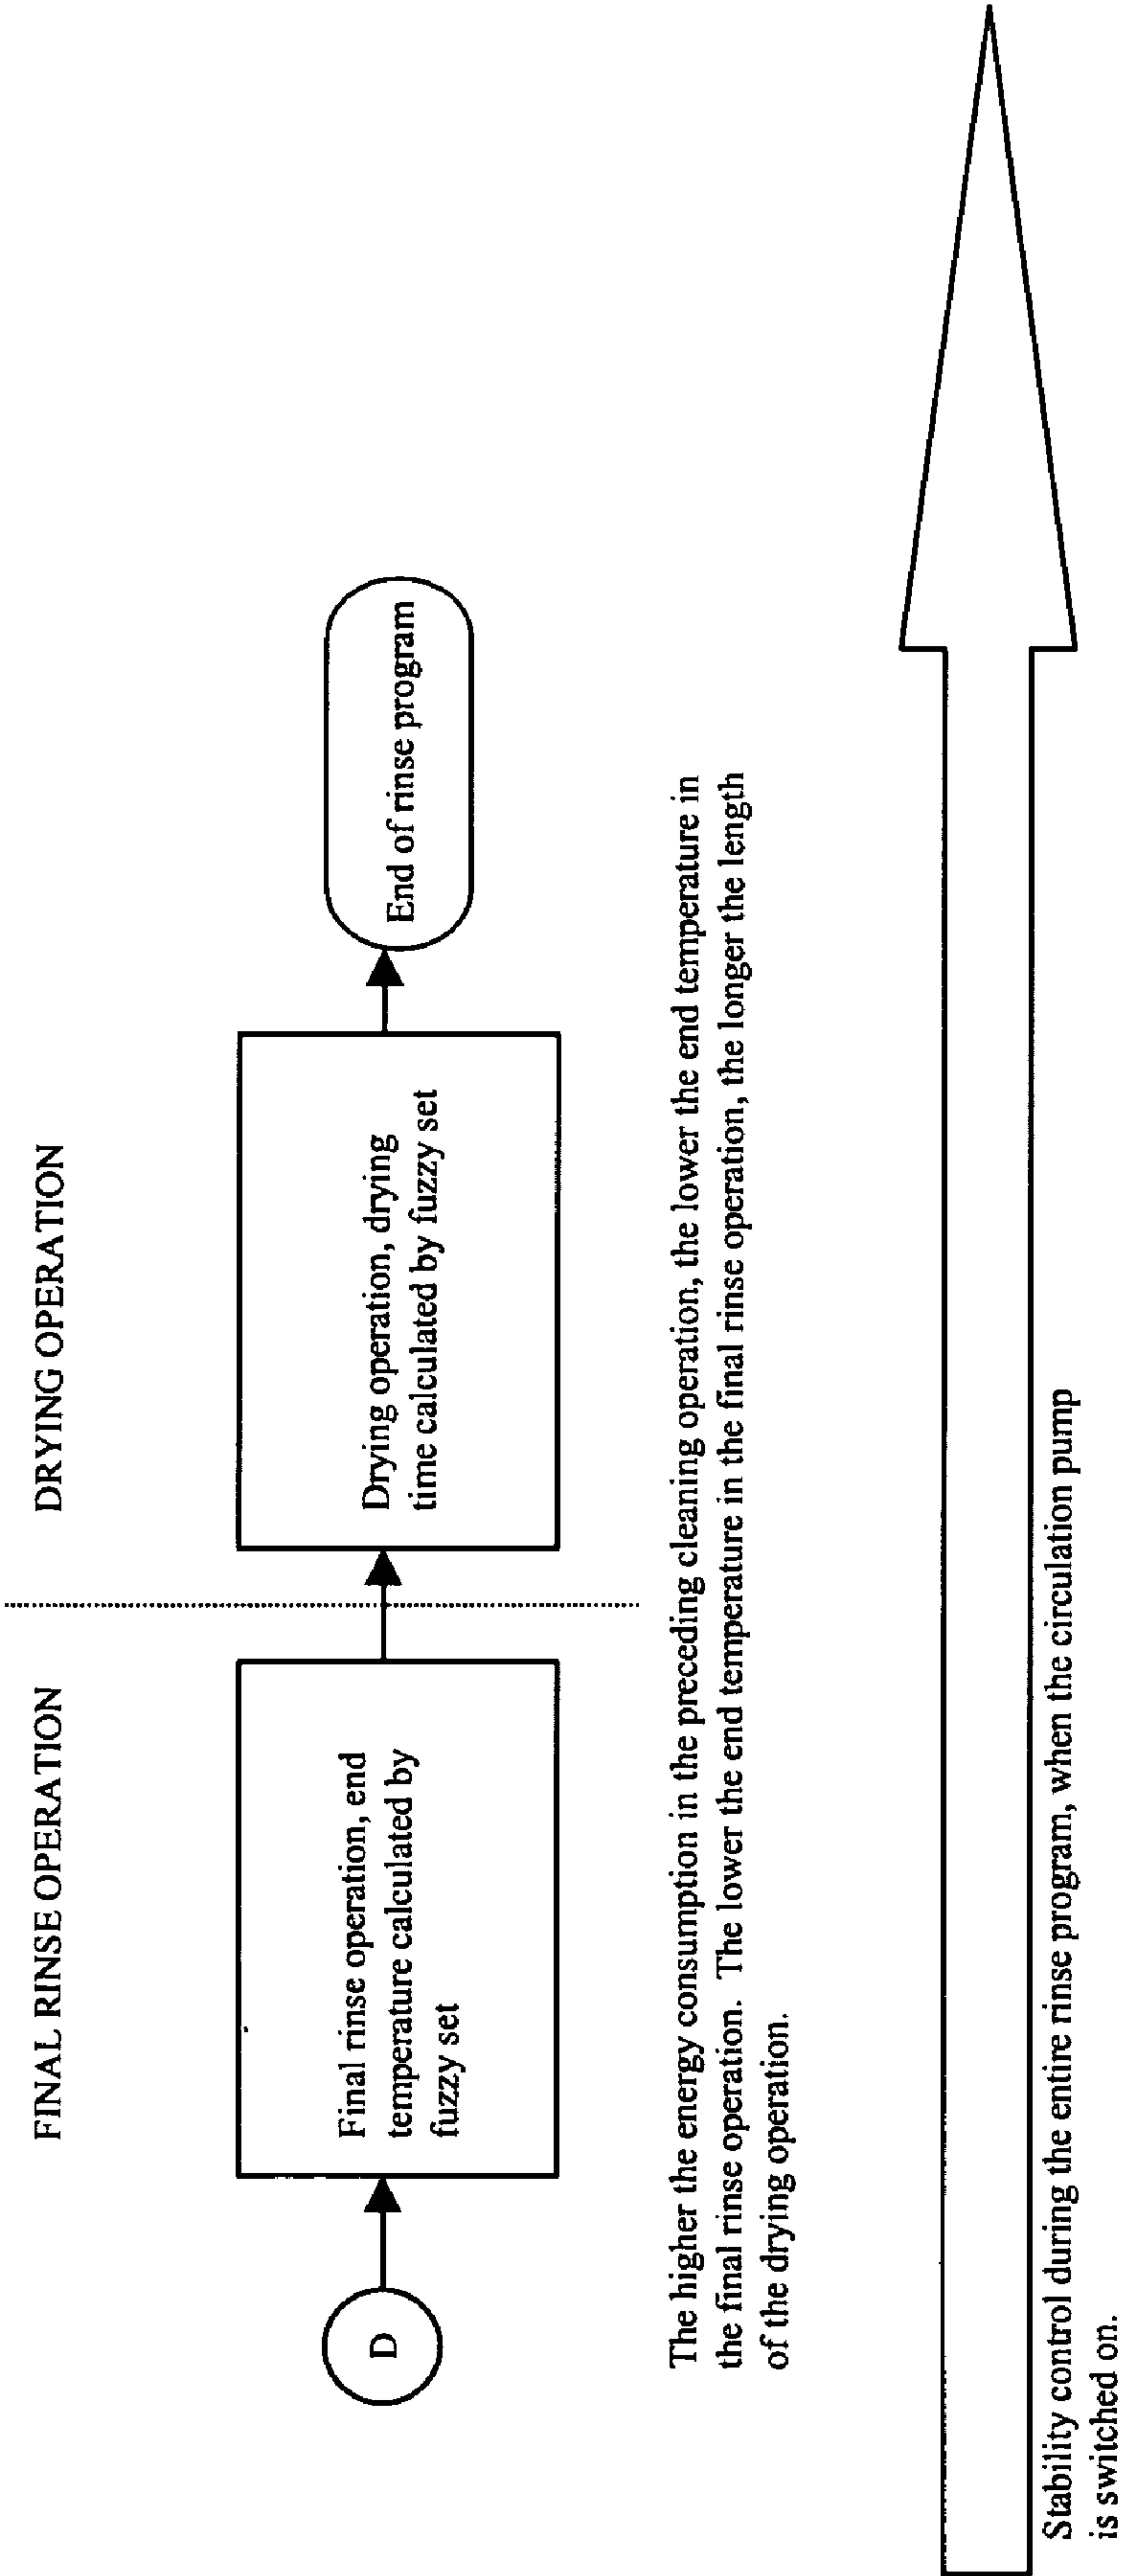 FINAL RINSE OPERATION
DRYING OPERATION
D
Final rinse operation, end
temperature calculated by
fuzzy set
Drying operation, drying
time calculated by fuzzy set
End of rinse program
The higher the energy consumption in the preceding cleaning operation, the lower the end temperature in
the final rinse operation. The lower the end temperature in the final rinse operation, the longer the length
of the drying operation.
Stability control during the entire rinse program, when the circulation pump
is switched on.